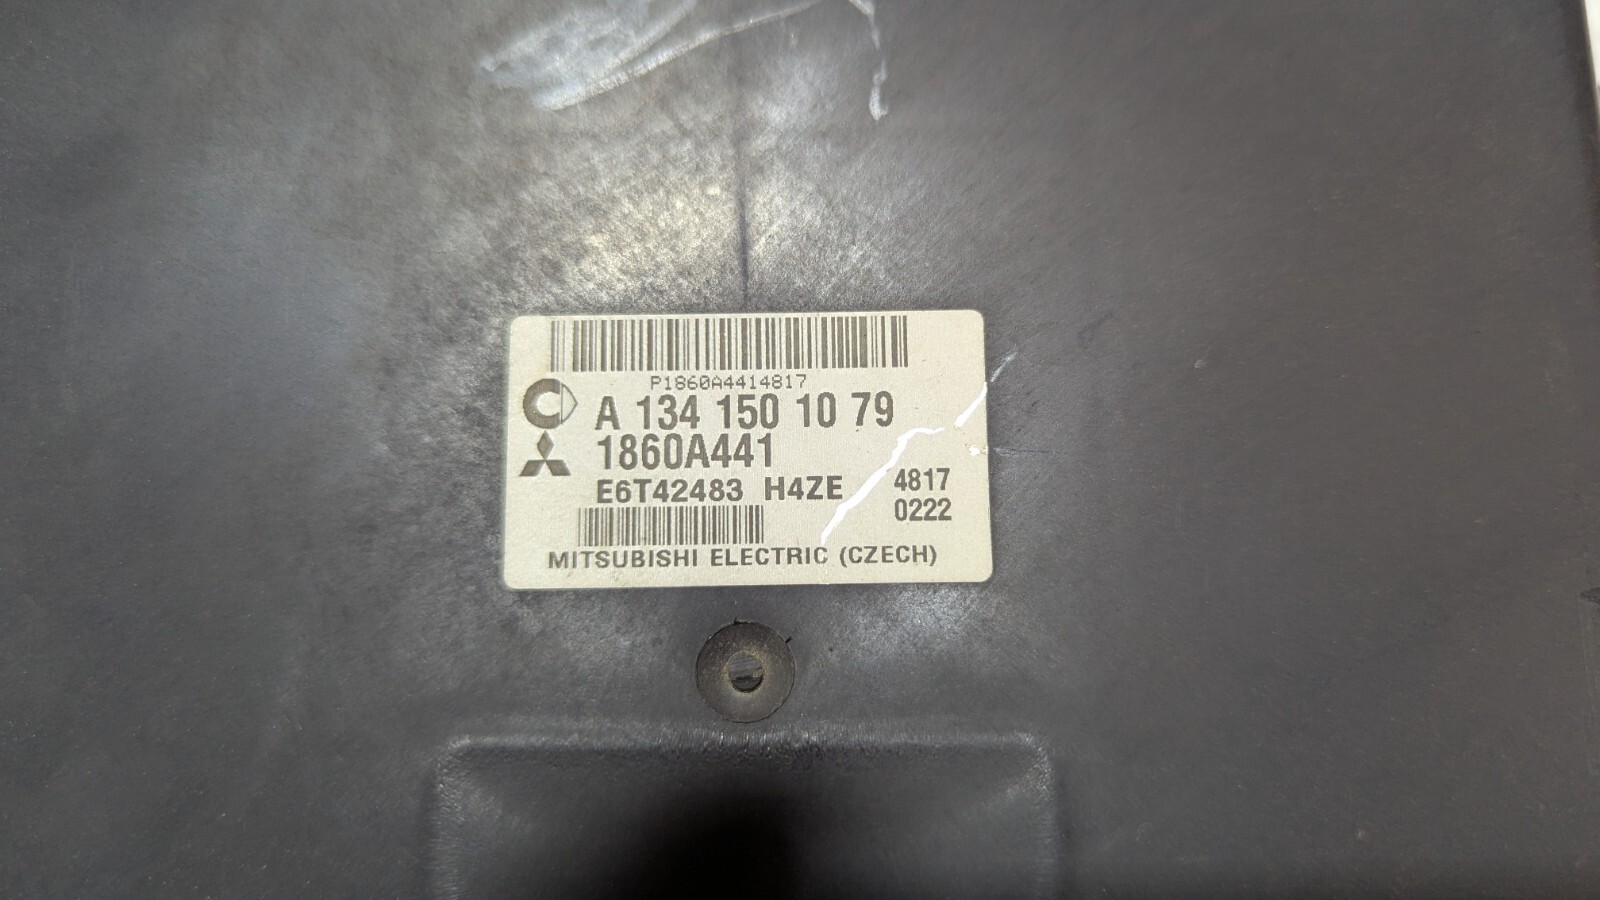 P1860A4414817
A 134 150 10 79
1860A441
E6T42483 H4ZE 4817
0222
MITSUBISHI ELECTRIC (CZECH)